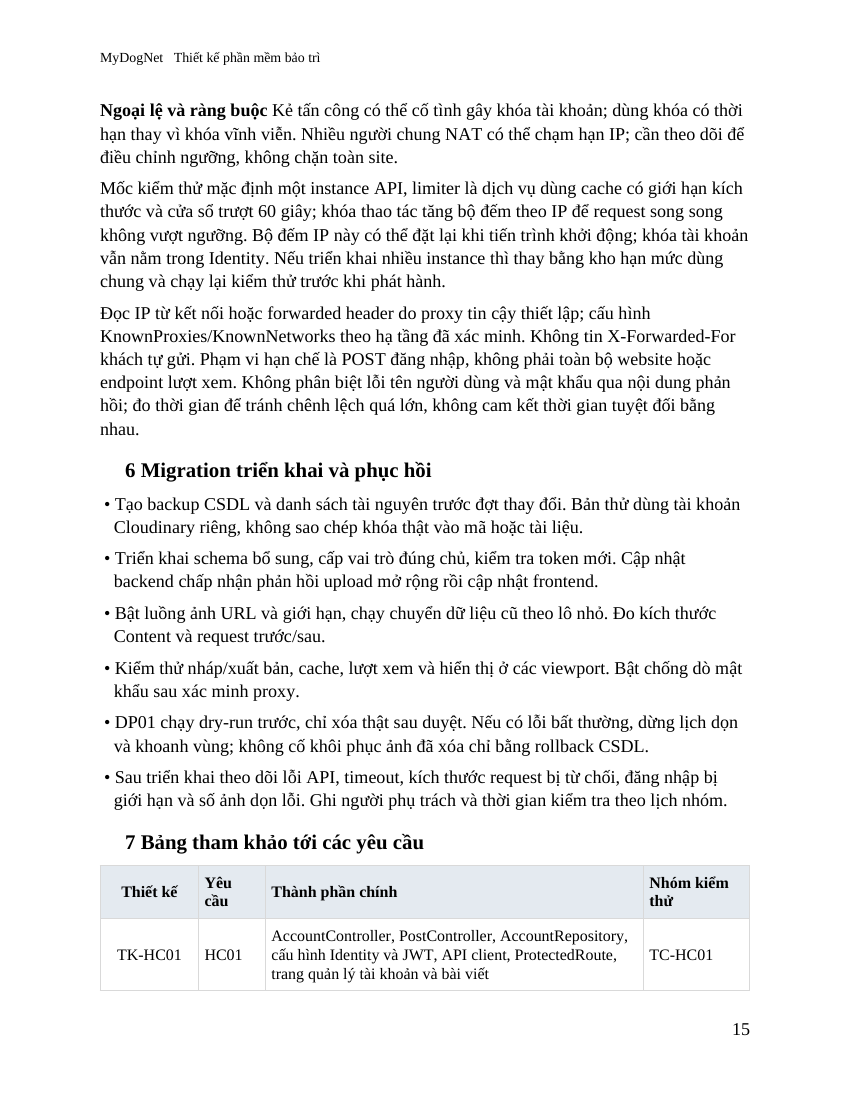 MyDogNet Thiết kế phần mềm bảo trì
Ngoại lệ và ràng buộc Kẻ tấn công có thể cố tình gây khóa tài khoản; dùng khóa có thời
hạn thay vì khóa vĩnh viễn. Nhiều người chung NAT có thể chạm hạn IP; cần theo dõi để
điều chỉnh ngưỡng, không chặn toàn site.
Mốc kiểm thử mặc định một instance API, limiter là dịch vụ dùng cache có giới hạn kích
thước và cửa sổ trượt 60 giây; khóa thao tác tăng bộ đếm theo IP để request song song
không vượt ngưỡng. Bộ đếm IP này có thể đặt lại khi tiến trình khởi động; khóa tài khoản
vẫn nằm trong Identity. Nếu triển khai nhiều instance thì thay bằng kho hạn mức dùng
chung và chạy lại kiểm thử trước khi phát hành.
Đọc IP từ kết nối hoặc forwarded header do proxy tin cậy thiết lập; cấu hình
KnownProxies/KnownNetworks theo hạ tầng đã xác minh. Không tin X-Forwarded-For
khách tự gửi. Phạm vi hạn chế là POST đăng nhập, không phải toàn bộ website hoặc
endpoint lượt xem. Không phân biệt lỗi tên người dùng và mật khẩu qua nội dung phản
hồi; đo thời gian để tránh chênh lệch quá lớn, không cam kết thời gian tuyệt đối bằng
nhau.
6 Migration triển khai và phục hồi
• Tạo backup CSDL và danh sách tài nguyên trước đợt thay đổi. Bản thử dùng tài khoản
Cloudinary riêng, không sao chép khóa thật vào mã hoặc tài liệu.
• Triển khai schema bổ sung, cấp vai trò đúng chủ, kiểm tra token mới. Cập nhật
backend chấp nhận phản hồi upload mở rộng rồi cập nhật frontend.
• Bật luồng ảnh URL và giới hạn, chạy chuyển dữ liệu cũ theo lô nhỏ. Đo kích thước
Content và request trước/sau.
• Kiểm thử nháp/xuất bản, cache, lượt xem và hiển thị ở các viewport. Bật chống dò mật
khẩu sau xác minh proxy.
• DP01 chạy dry-run trước, chỉ xóa thật sau duyệt. Nếu có lỗi bất thường, dừng lịch dọn
và khoanh vùng; không cố khôi phục ảnh đã xóa chỉ bằng rollback CSDL.
• Sau triển khai theo dõi lỗi API, timeout, kích thước request bị từ chối, đăng nhập bị
giới hạn và số ảnh dọn lỗi. Ghi người phụ trách và thời gian kiểm tra theo lịch nhóm.
7 Bảng tham khảo tới các yêu cầu
Thiết kế
Yêu
cầu
Thành phần chính
Nhóm kiểm
thử
TK-HC01
HC01
AccountController, PostController, AccountRepository,
cấu hình Identity và JWT, API client, ProtectedRoute,
trang quản lý tài khoản và bài viết
TC-HC01
15